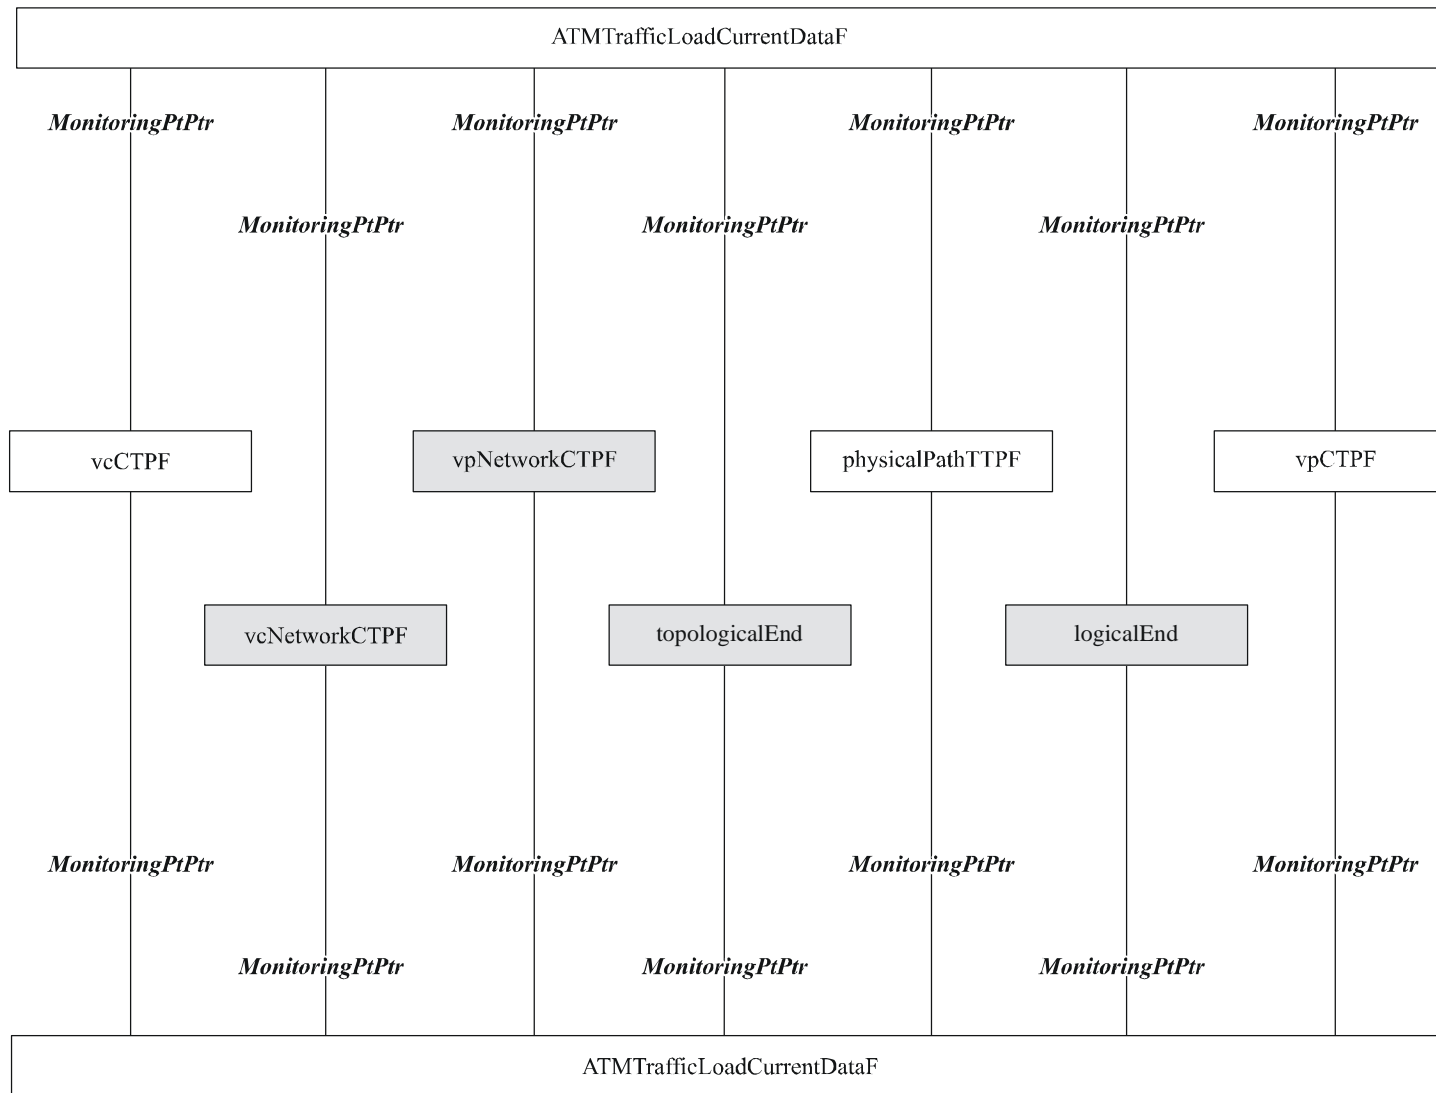 ATMTrafficLoadCurrentDataF
MonitoringPtPtr MonitoringPtPtr MonitoringPtPtr MonitoringPtPtr
MonitoringPtPtr MonitoringPtPtr MonitoringPtPtr
vcCTPF vpNetworkCTPF physicalPathTTPF vpCTPF
vcNetworkCTPF topologicalEnd logicalEnd
MonitoringPtPtr MonitoringPtPtr MonitoringPtPtr MonitoringPtPtr
MonitoringPtPtr MonitoringPtPtr MonitoringPtPtr
ATMTrafficLoadCurrentDataF